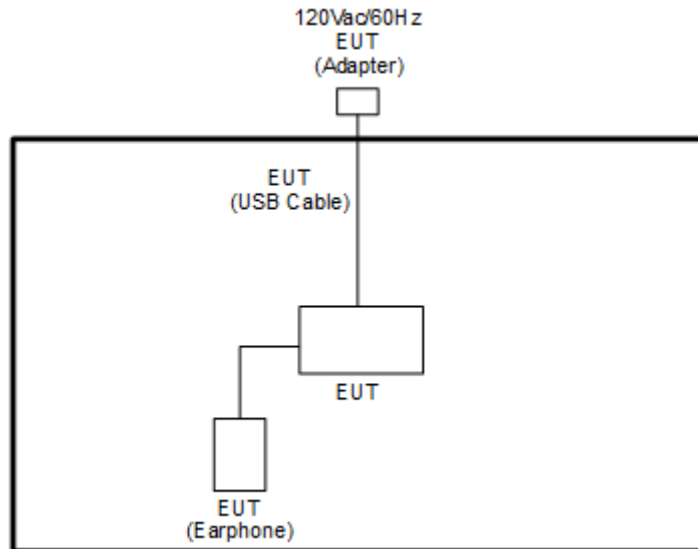 120Vac/60Hz
EUT
(Adapter)
EUT
(USB Cable)
EUT
EUT
(Earphone)